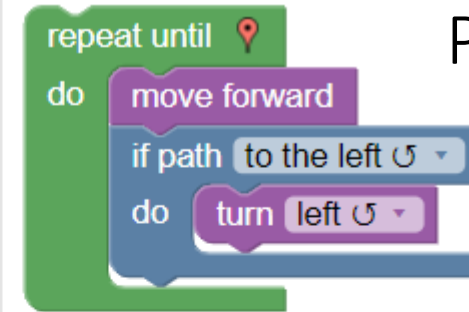 repeat until
P
do move forward
if path to the left ↺
do turn left ↺